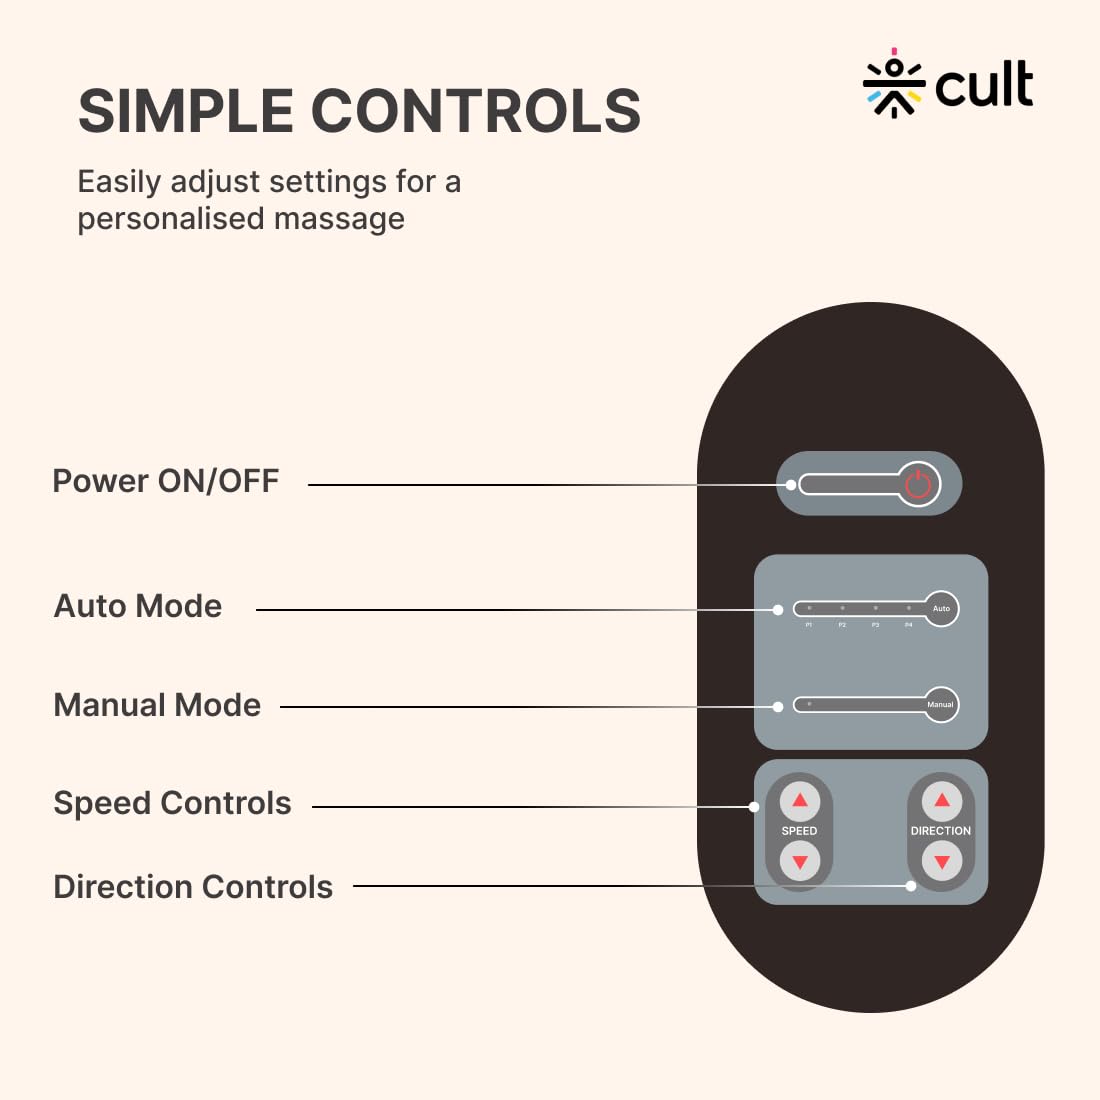 cult
SIMPLE CONTROLS
Easily adjust settings for a
personalised massage
Power ON/OFF
Auto Mode
Auto
P1 P2 P3 P4
Manual Mode
Manual
Speed Controls
SPEED
DIRECTION
Direction Controls